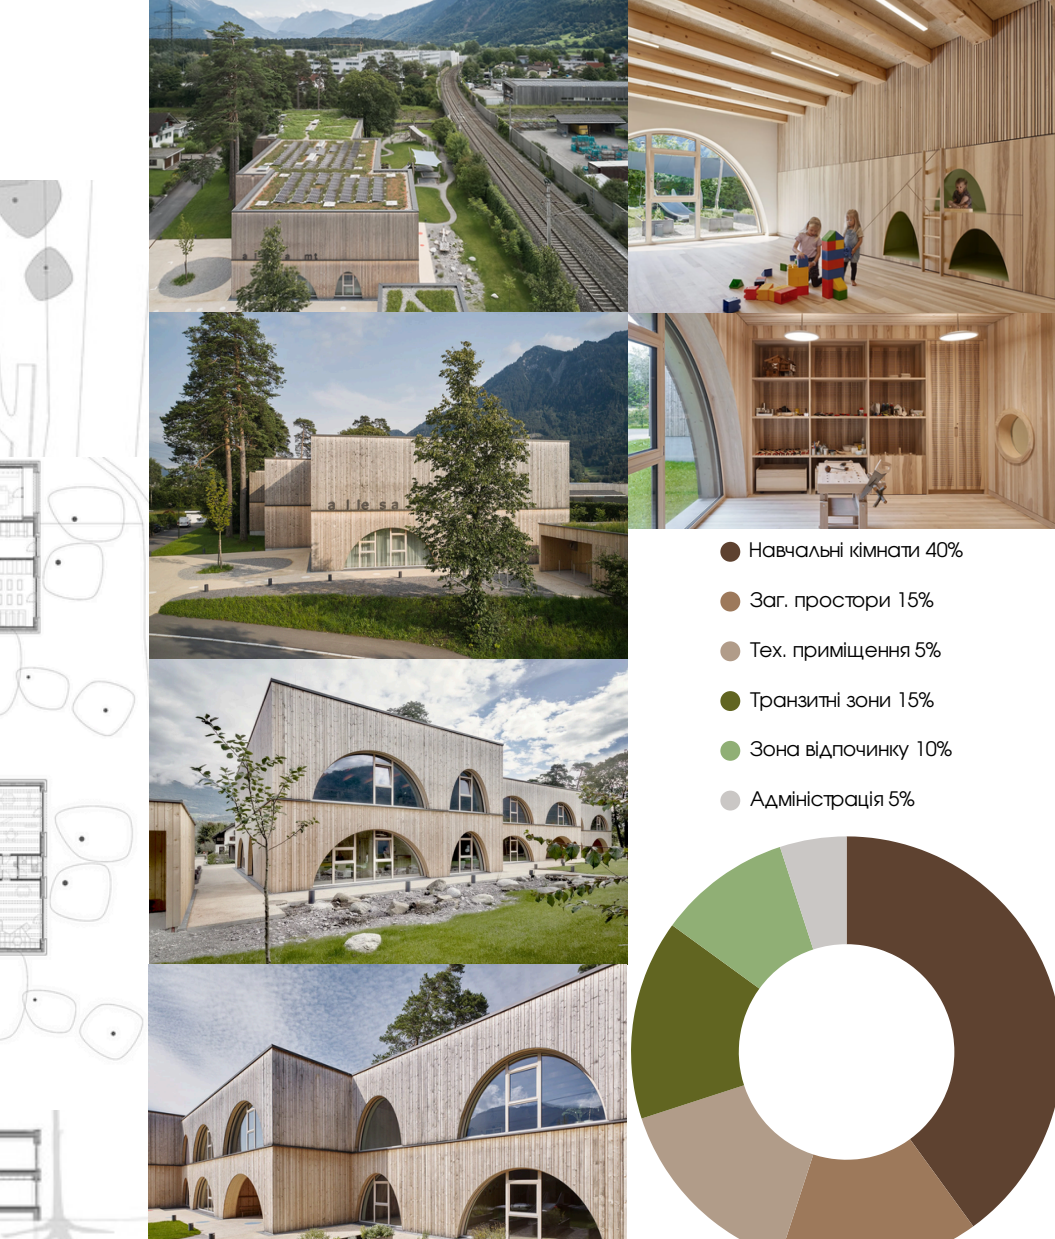 Навчальні кімнати 40%
Заг. простори 15%
Тех. приміщення 5%
Транзитні зони 15%
Зона відпочинку 10%
Адміністрація 5%